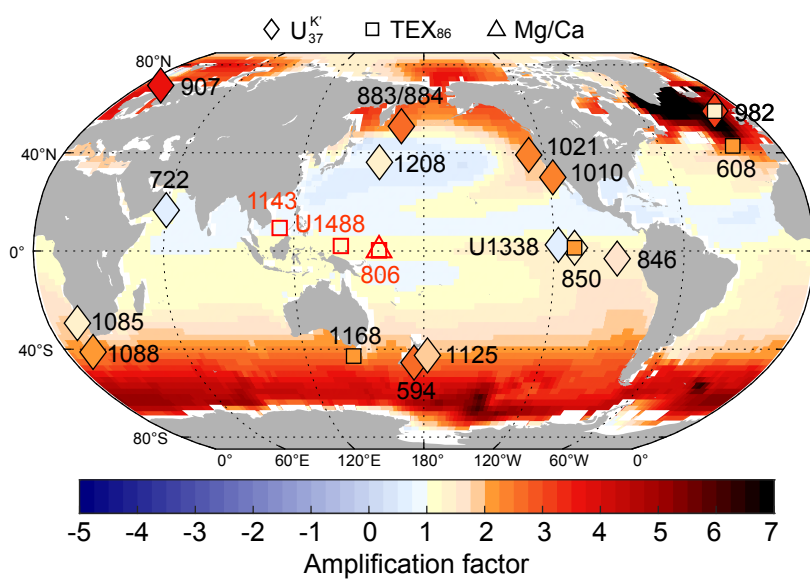 U37K′ TEX86 Mg/Ca
80°N
907
883/884
982
40°N
1208
1021
608
722
1010
1143
U1488
0°
806
U1338
850
846
1085
1168
1088
1125
40°S
594
80°S
0° 60°E 120°E 180° 120°W 60°W 0°
-5 -4 -3 -2 -1 0 1 2 3 4 5 6 7
Amplification factor